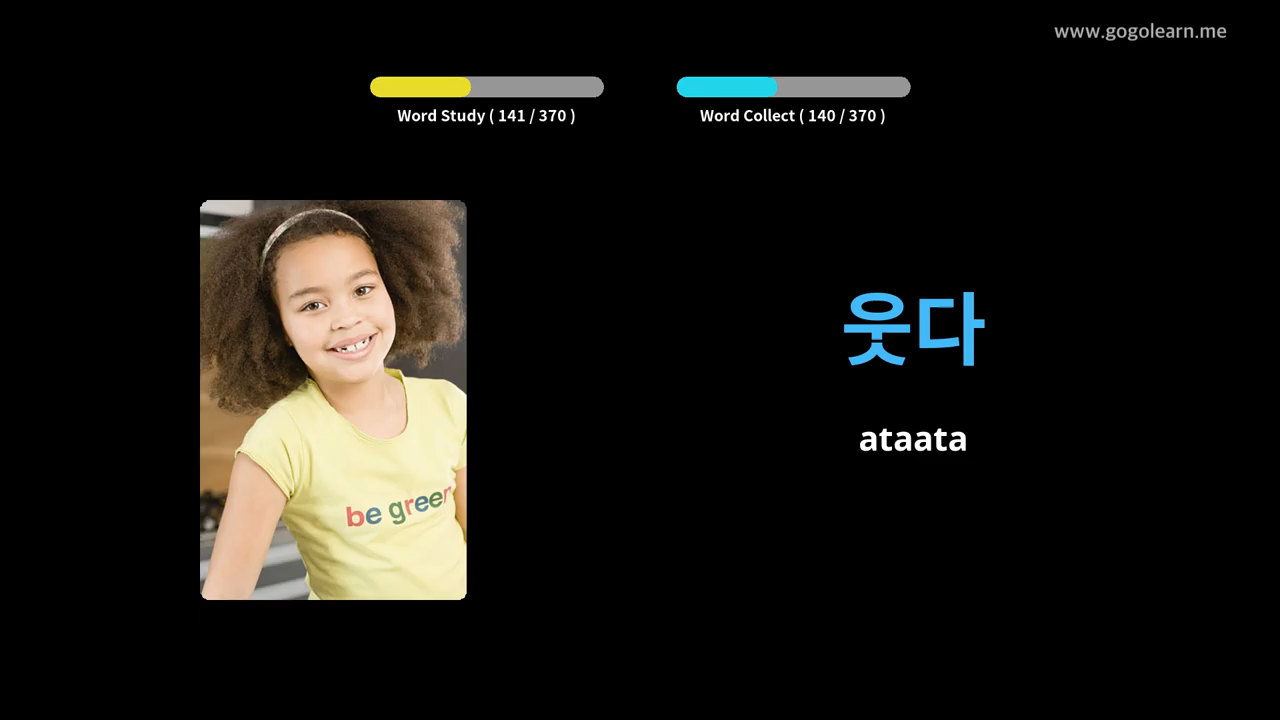 www.gogolearn.me
Word Study ( 141 / 370 )
Word Collect ( 140 / 370 )
웃다
ataata
be green